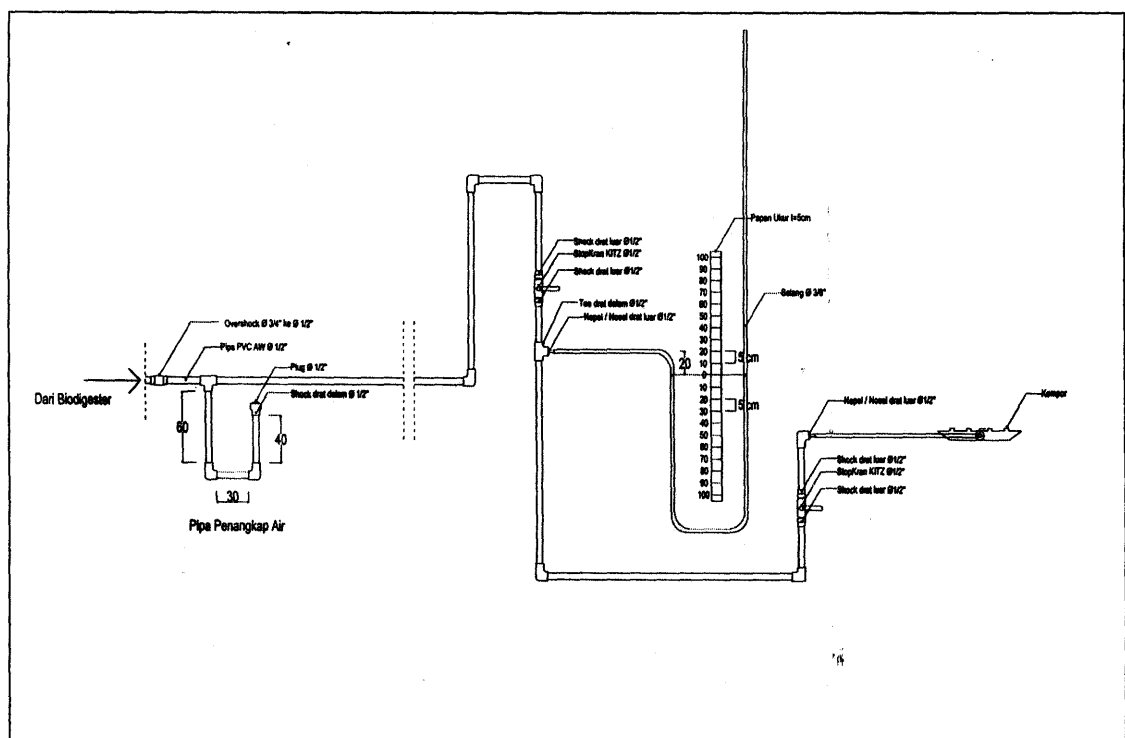 Papan Ukur l=5cm
Shock drat luar Ø1/2"
StopKran KITZ Ø1/2"
Shock drat luar Ø1/2"
100
90
80
70
60
50
40
30
20
10
0
10
20
30
40
50
60
70
80
90
100
Selang Ø 3/8"
Tee drat dalam Ø1/2"
Nepel / Nosel drat luar Ø1/2"
20
5 cm
5 cm
Overshock Ø 3/4" ke Ø 1/2"
Pipa PVC AW Ø 1/2"
Plug Ø 1/2"
Shock drat dalam Ø 1/2"
Dari Biodigester
60
40
30
Pipa Penangkap Air
Nepel / Nosel drat luar Ø1/2"
Kompor
Shock drat luar Ø1/2"
StopKran KITZ Ø1/2"
Shock drat luar Ø1/2"